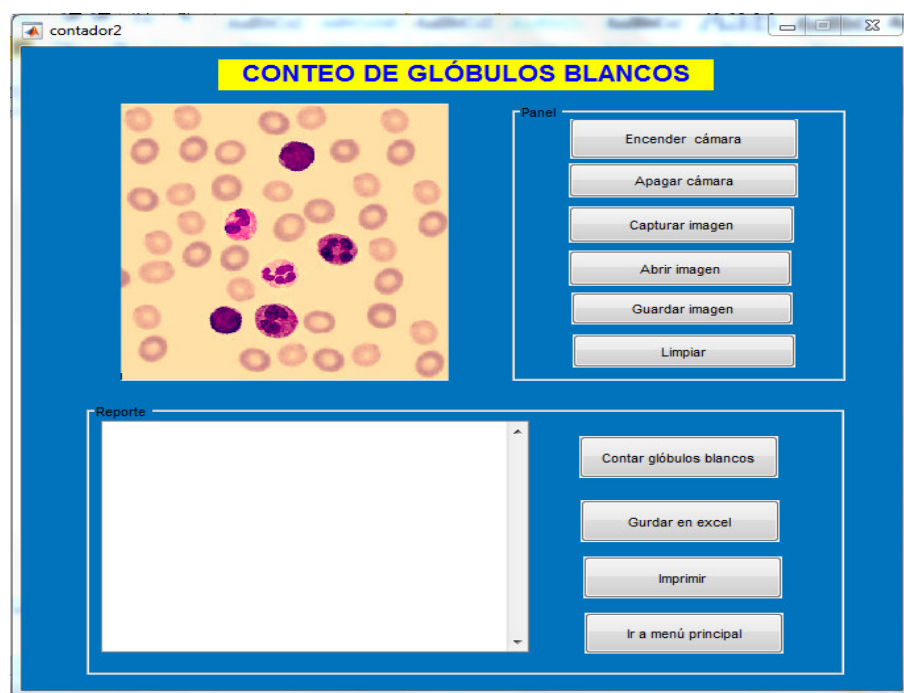 contador2
CONTEO DE GLÓBULOS BLANCOS
Panel
Encender cámara
Apagar cámara
Capturar imagen
Abrir imagen
Guardar imagen
Limpiar
Reporte
Contar glóbulos blancos
Gurdar en excel
Imprimir
Ir a menú principal